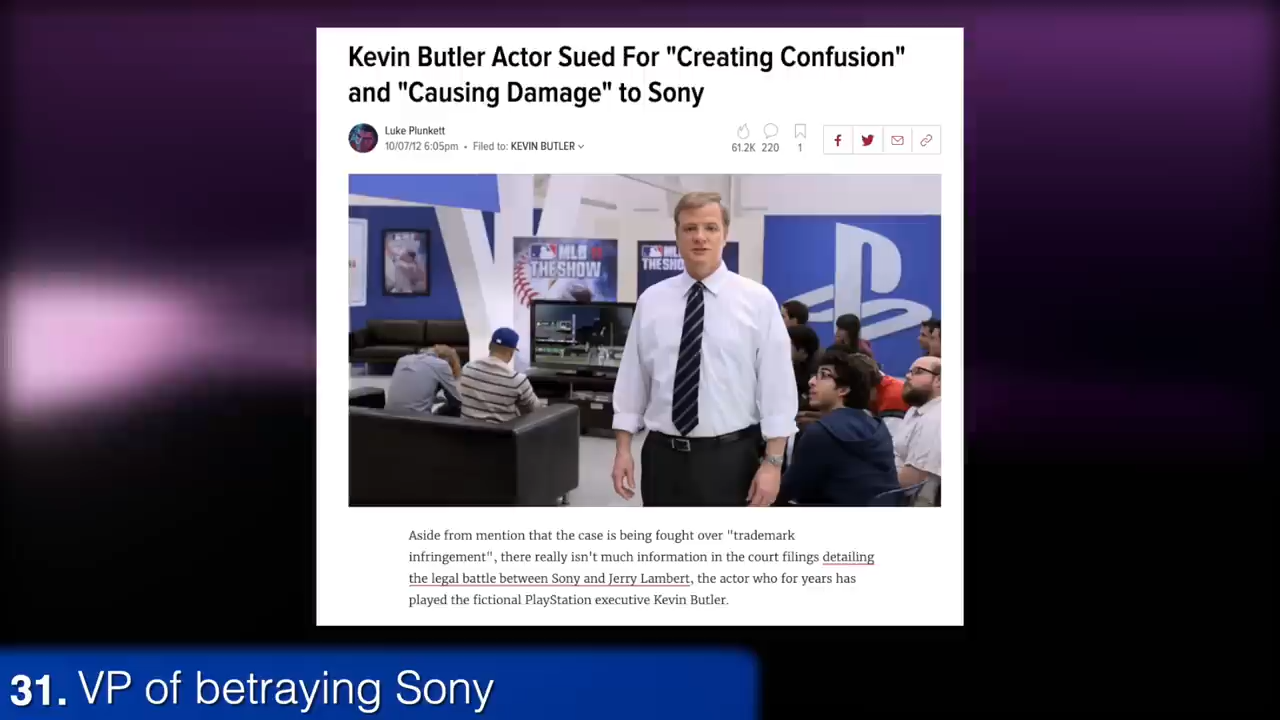 Kevin Butler Actor Sued For "Creating Confusion"
and "Causing Damage" to Sony
Luke Plunkett
10/07/12 6:05pm • Filed to: KEVIN BUTLER
61.2K 220 1
MLB
THE SHOW
MLB
THE SHOW
Aside from mention that the case is being fought over "trademark
infringement", there really isn't much information in the court filings detailing
the legal battle between Sony and Jerry Lambert, the actor who for years has
played the fictional PlayStation executive Kevin Butler.
31. VP of betraying Sony